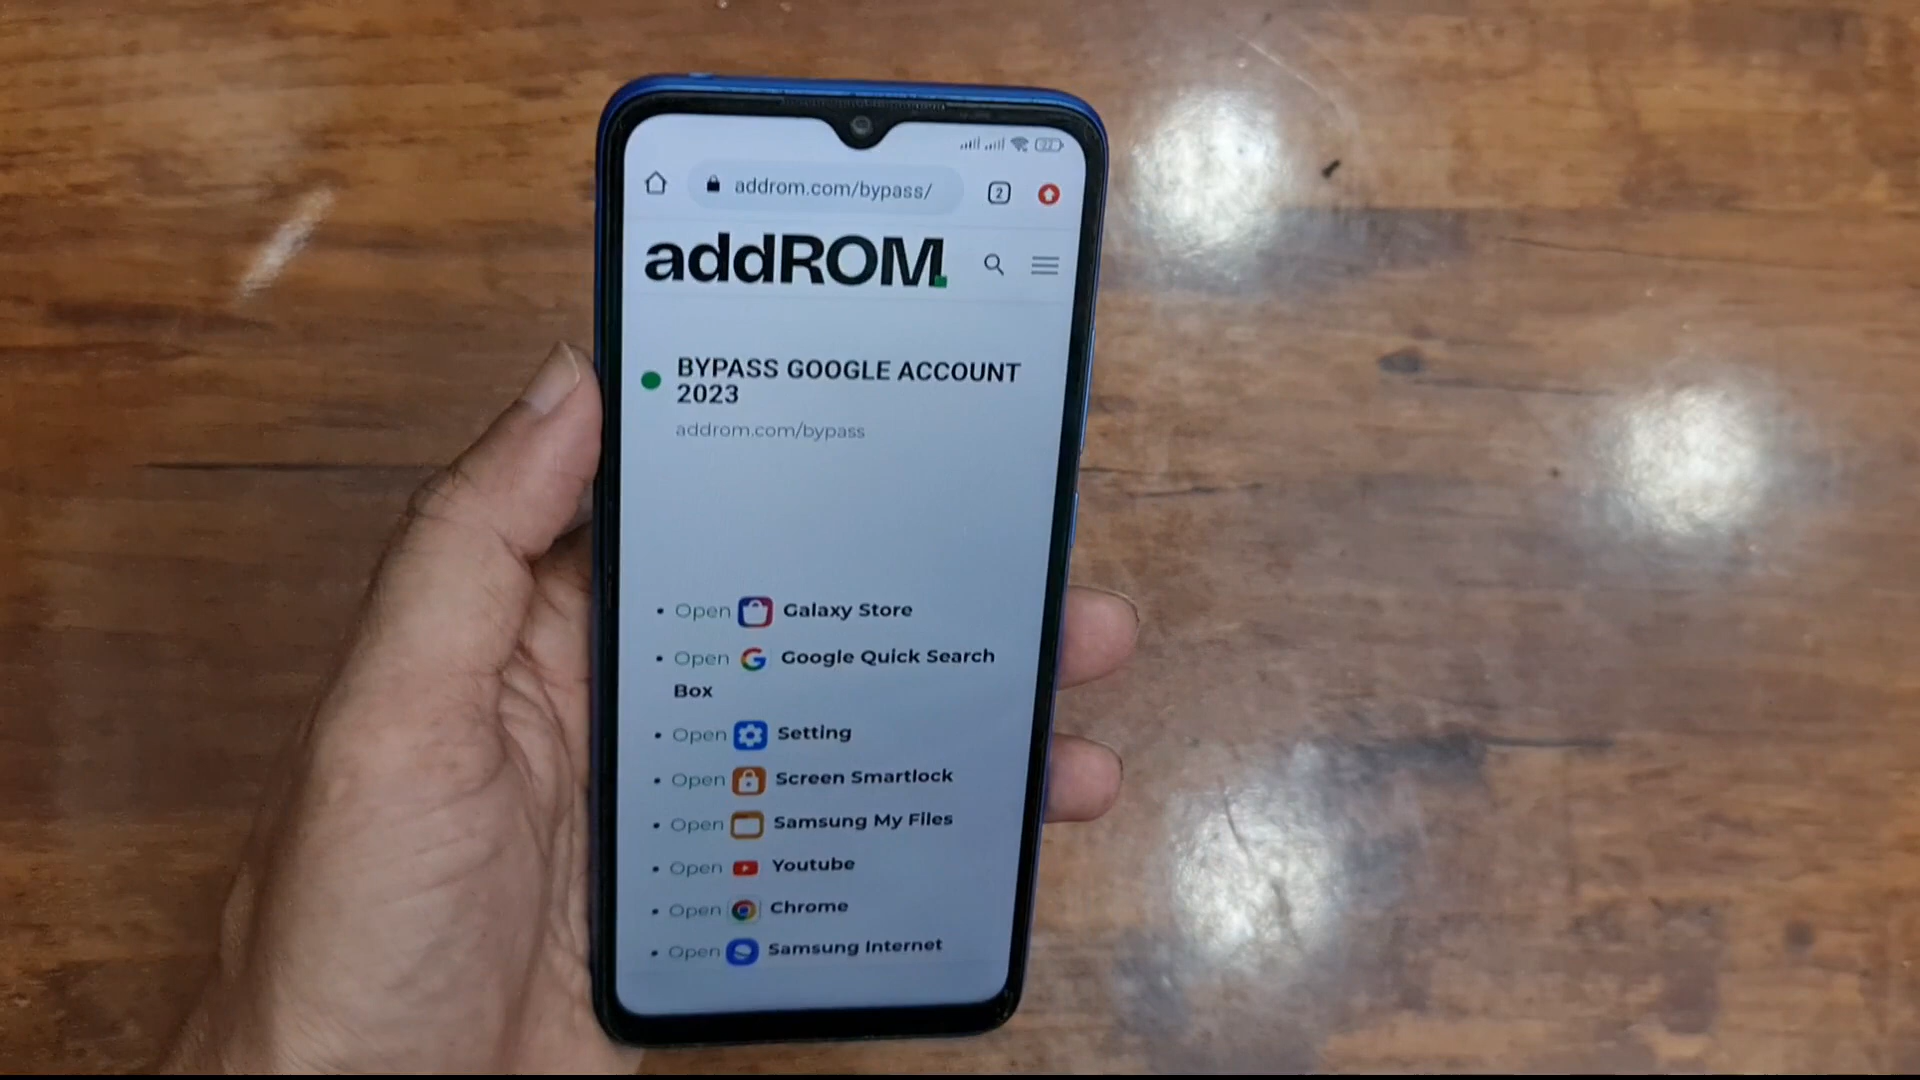 addrom.com/bypass/
2
addROM.
BYPASS GOOGLE ACCOUNT
2023
addrom.com/bypass
• Open Galaxy Store
• Open Google Quick Search
Box
• Open Setting
• Open Screen Smartlock
• Open Samsung My Files
• Open Youtube
• Open Chrome
• Open Samsung Internet